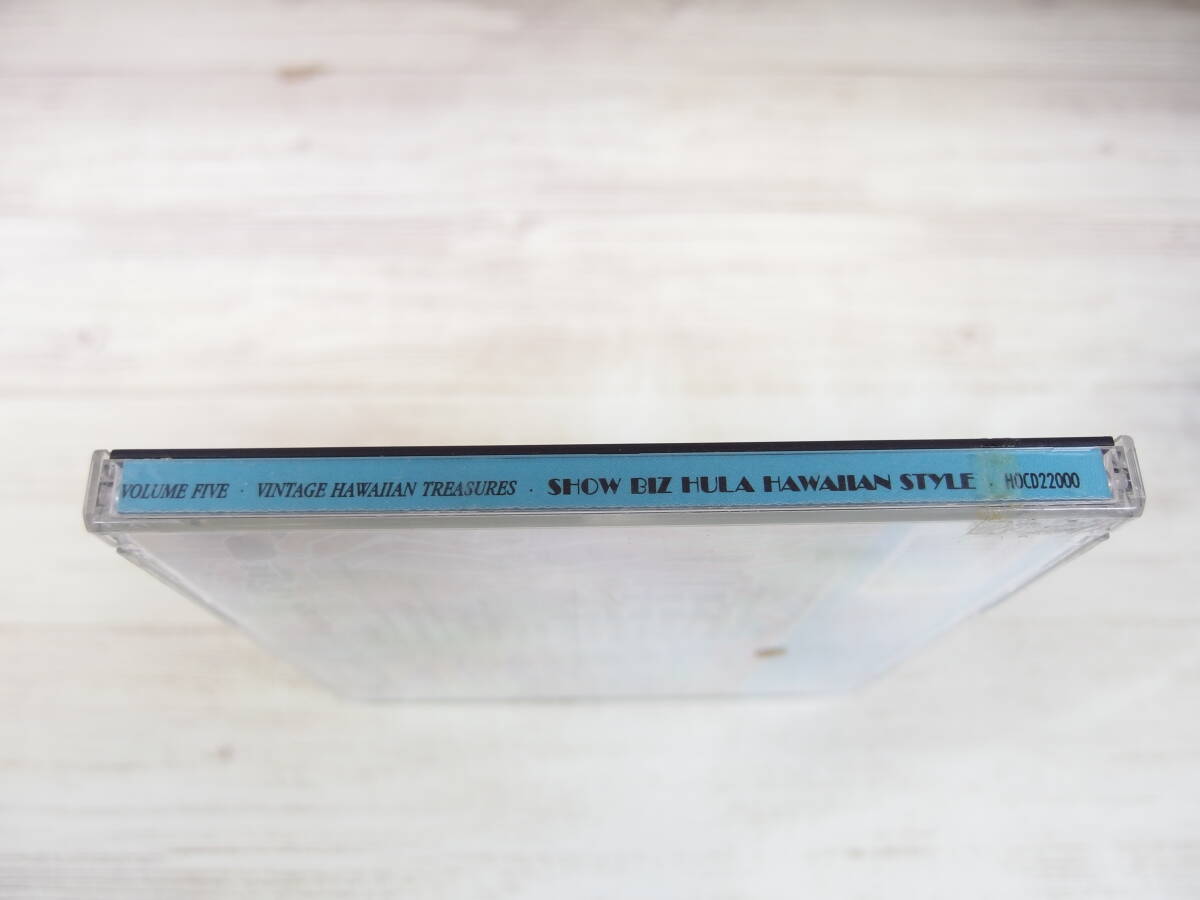 VOLUME FIVE · VINTAGE HAWAIIAN TREASURES · SHOW BIZ HULA HAWAIIAN STYLE · HOCD22000